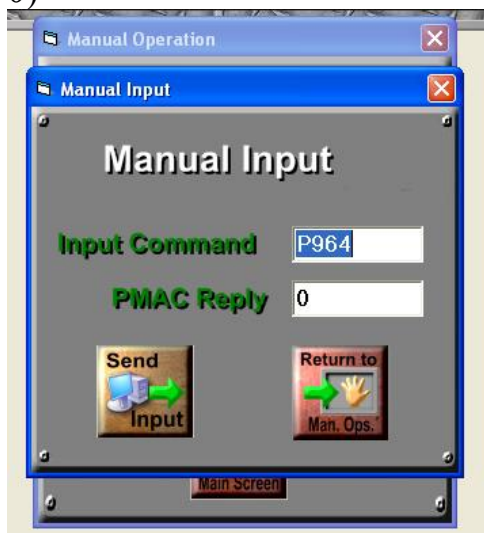 Manual Operation
Manual Input
Manual Input
Input Command P964
PMAC Reply 0
Send
Input
Return to
Man. Ops.
Main Screen